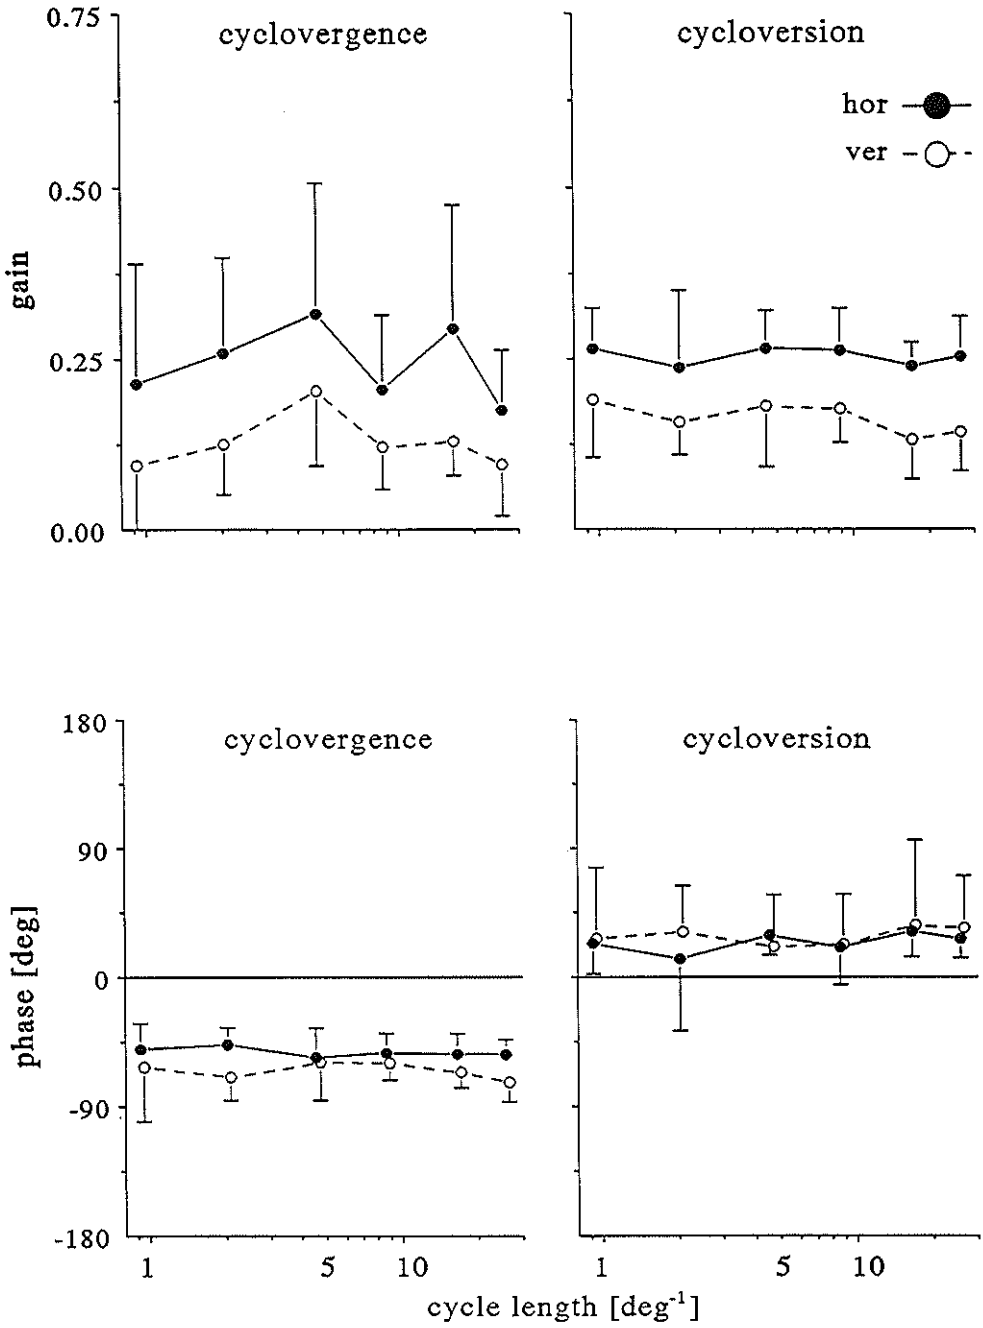 0.75
cyclovergence
cycloversion
hor
ver
0.50
gain
0.25
0.00
180
cyclovergence
cycloversion
90
phase [deg]
0
-90
-180
1 5 10 1 5 10
cycle length [deg⁻¹]